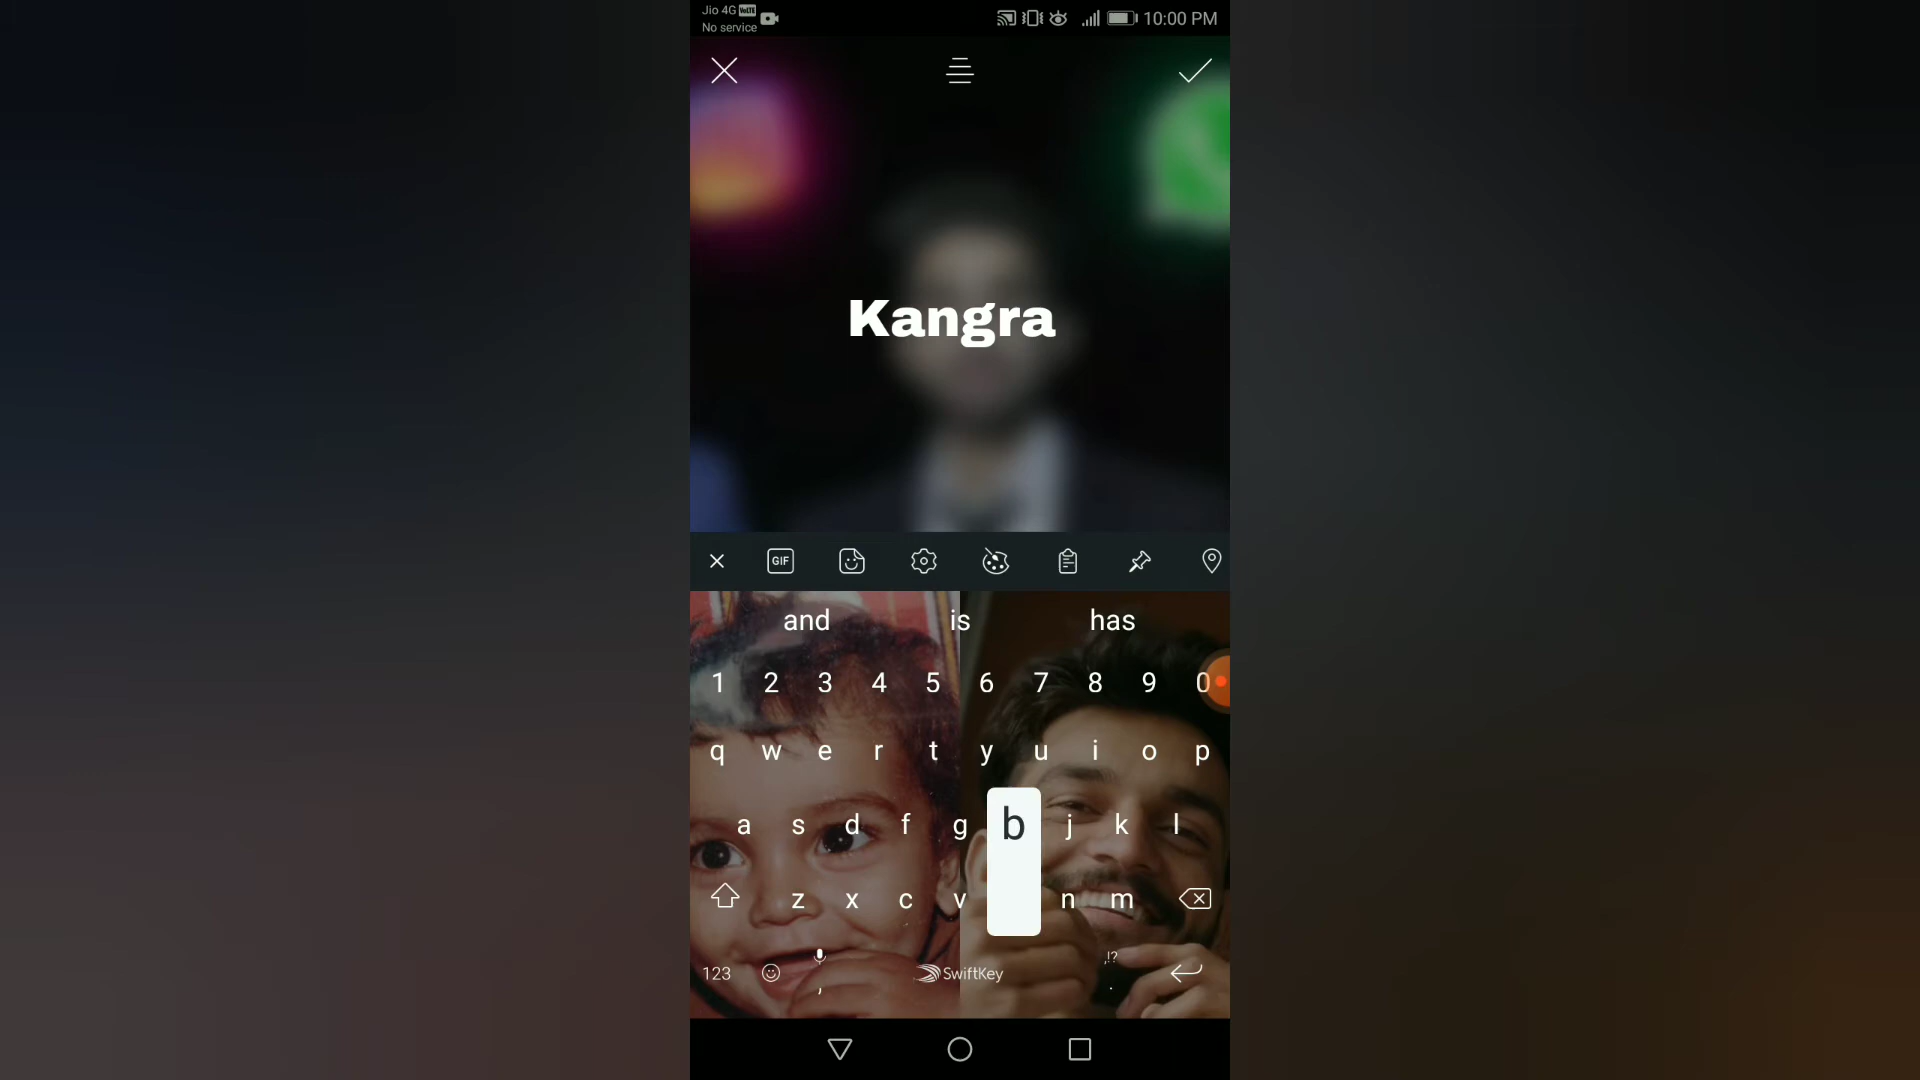 Jio 4G VoLTE
No service
10:00 PM
Kangra
GIF
and is has
1 2 3 4 5 6 7 8 9 0
q w e r t y u i o p
a s d f g b j k l
z x c v n m
123 , SwiftKey ,!? .